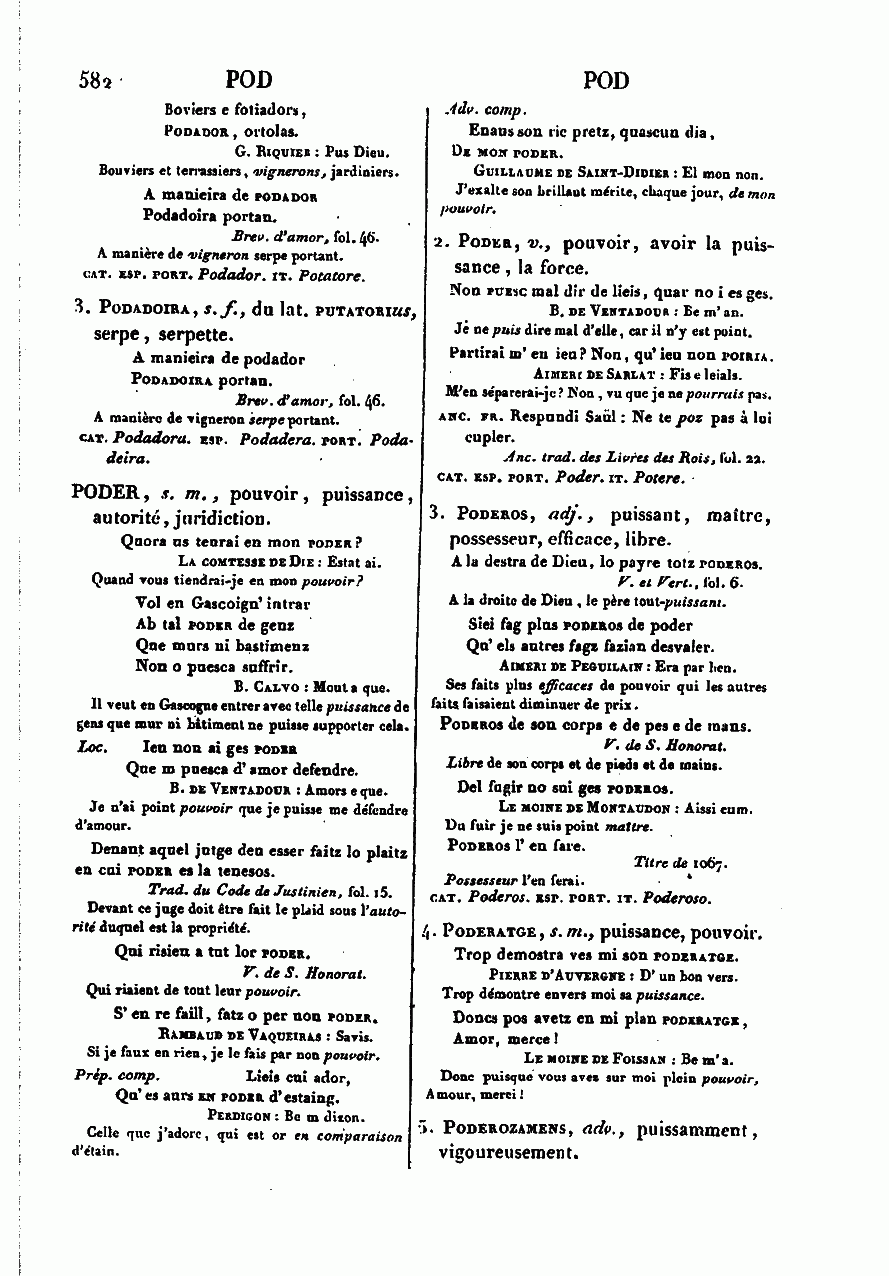 582 POD POD
Boviers e fotiadors,
PODADOR, ortolas.
G. RIQUIER : Pus Dieu.
Bouviers et terrassiers, vignerons, jardiniers.
A manieira de PODADOR
Podadoira portan.
Brev. d'amor, fol. 46.
A manière de vigneron serpe portant.
CAT. ESP. PORT. Podador. IT. Potatore.
3. PODADOIRA, s. f., du lat. PUTATORIUS,
serpe, serpette.
A manieira de podador
PODADOIRA portan.
Brev. d'amor, fol. 46.
A manière de vigneron serpe portant.
CAT. Podadora. ESP. Podadera. PORT. Poda-
deira.
PODER, s. m., pouvoir, puissance,
autorité, juridiction.
Quora us tenrai en mon PODER?
LA COMTESSE DE DIE : Estat ai.
Quand vous tiendrai-je en mon pouvoir?
Vol en Gascoign' intrar
Ab tal PODER de genz
Que murs ni bastimenz
Non o puesca suffrir.
B. CALVO : Mout a que.
Il veut en Gascogne entrer avec telle puissance de
gens que mur ni bâtiment ne puisse supporter cela.
Loc. Ieu non ai ges PODER
Que m puesca d'amor defendre.
B. DE VENTADOUR : Amors e que.
Je n'ai point pouvoir que je puisse me défendre
d'amour.
Denant aquel jutge deu esser faitz lo plaitz
en cui PODER es la tenesos.
Trad. du Code de Justinien, fol. 15.
Devant ce juge doit être fait le plaid sous l'auto-
rité duquel est la propriété.
Qui risien a tut lor PODER.
V. de S. Honorat.
Qui riaient de tout leur pouvoir.
S' en re faill, fatz o per non PODER.
RAMBAUD DE VAQUEIRAS : Savis.
Si je faux en rien, je le fais par non pouvoir.
Prép. comp. Lieis cui ador,
Qu' es aurs EN PODER d'estaing.
PERDIGON : Be m dizon.
Celle que j'adore, qui est or en comparaison
d'étain.
Adv. comp.
Enans son ric pretz, quascun dia,
DE MON PODER.
GUILLAUME DE SAINT-DIDIER : El mon non.
J'exalte son brillant mérite, chaque jour, de mon
pouvoir.
2. PODER, v., pouvoir, avoir la puis-
sance, la force.
Non PUESC mal dir de lieis, quar no i es ges.
B. DE VENTADOUR : Be m'an.
Je ne puis dire mal d'elle, car il n'y est point.
Partirai m' en ieu? Non, qu' ieu non POIRIA.
AIMERI DE SARLAT : Fis e leials.
M'en séparerai-je? Non, vu que je ne pourrais pas.
ANC. FR. Respundi Saül : Ne te poz pas à lui
cupler.
Anc. trad. des Livres des Rois, fol. 22.
CAT. ESP. PORT. Poder. IT. Potere.
3. PODEROS, adj., puissant, maître,
possesseur, efficace, libre.
A la destra de Dieu, lo payre totz PODEROS.
V. et Vert., fol. 6.
A la droite de Dieu, le père tout-puissant.
Siei fag plus PODEROS de poder
Qu' els autres fags fazian desvaler.
AIMERI DE PEGUILAIN : Era par ben.
Ses faits plus efficaces de pouvoir qui les autres
faits faisaient diminuer de prix.
PODEROS de son corps e de pes e de mans.
V. de S. Honorat.
Libre de son corps et de pieds et de mains.
Del fugir no sui ges PODEROS.
LE MOINE DE MONTAUDON : Aissi cum.
Du fuir je ne suis point maître.
PODEROS l' en fare.
Titre de 1067.
Possesseur l'en ferai.
CAT. Poderos. ESP. PORT. IT. Poderoso.
4. PODERATGE, s. m., puissance, pouvoir.
Trop demostra ves mi son PODERATGE.
PIERRE D'AUVERGNE : D' un bon vers.
Trop démontre envers moi sa puissance.
Doncs pos avetz en mi plan PODERATGE,
Amor, merce!
LE MOINE DE FOISSAN : Be m'a.
Donc puisque vous avez sur moi plein pouvoir,
Amour, merci!
5. PODEROZAMENS, adv., puissamment,
vigoureusement.